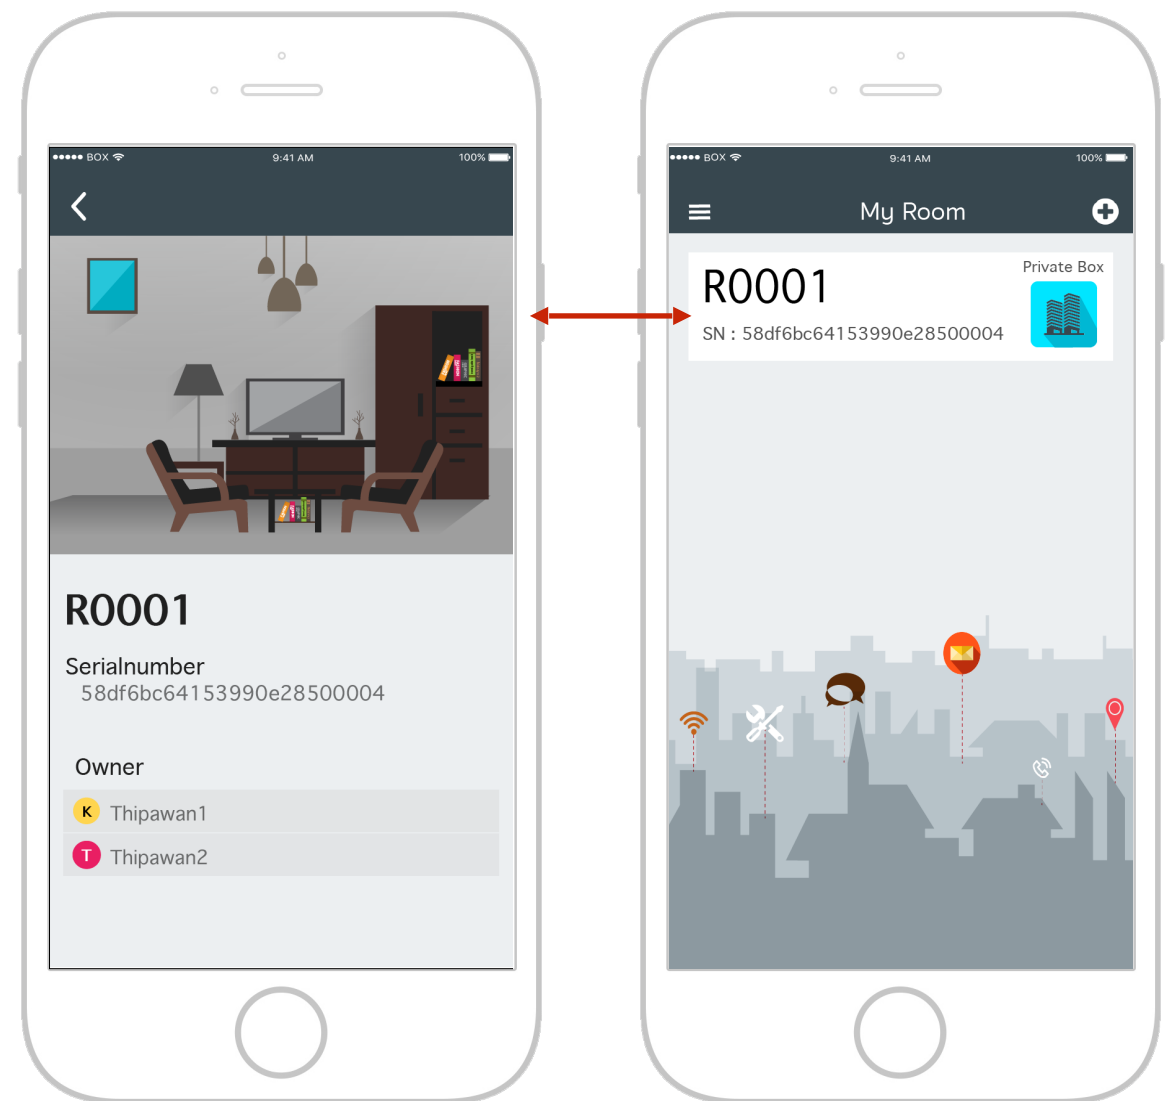 BOX 9:41 AM 100%
R0001
Serialnumber
58df6bc64153990e28500004
Owner
K Thipawan1
T Thipawan2
BOX 9:41 AM 100%
My Room
Private Box
R0001
SN : 58df6bc64153990e28500004